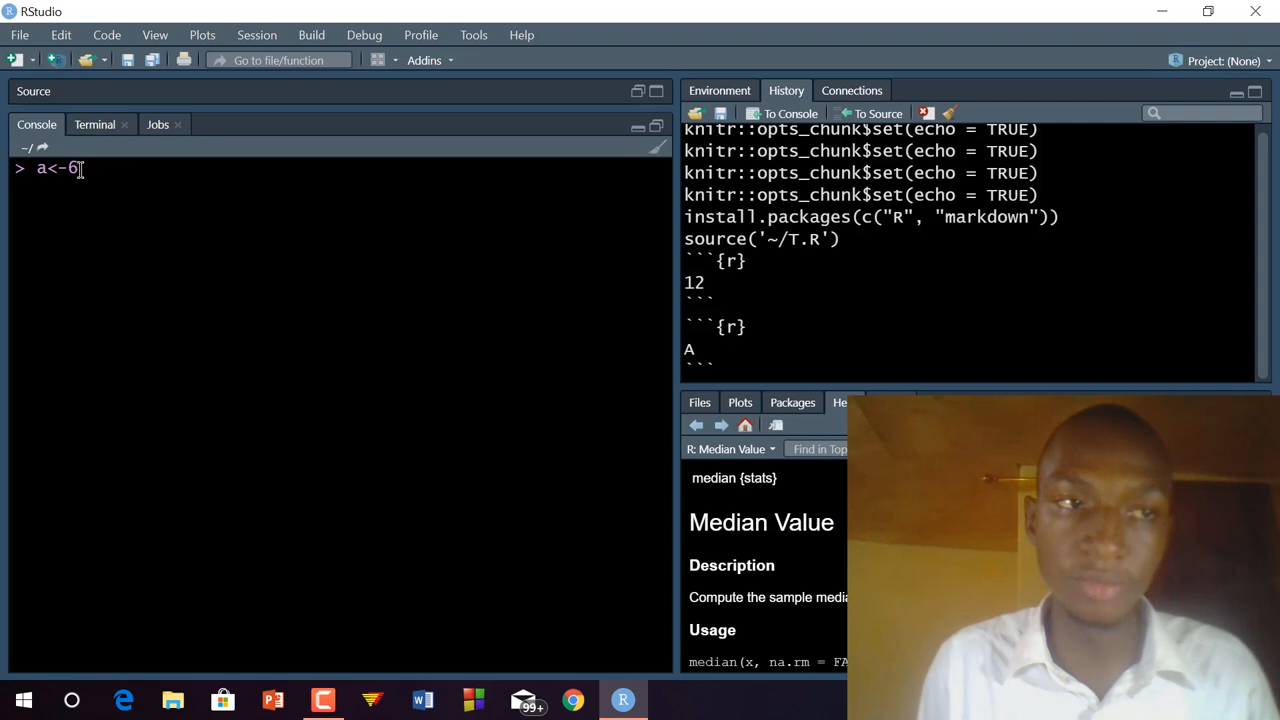 RStudio
File Edit Code View Plots Session Build Debug Profile Tools Help
Go to file/function Addins Project: (None)
Source
Console Terminal Jobs
~/
> a<-6
Environment History Connections
To Console To Source
knitr::opts_chunk$set(echo = TRUE)
knitr::opts_chunk$set(echo = TRUE)
knitr::opts_chunk$set(echo = TRUE)
knitr::opts_chunk$set(echo = TRUE)
install.packages(c("R", "markdown"))
source('~/T.R')
```{r}
12
```
```{r}
A
```
Files Plots Packages He
R: Median Value Find in Top
median {stats}
Median Value
Description
Compute the sample media
Usage
median(x, na.rm = FA
99+